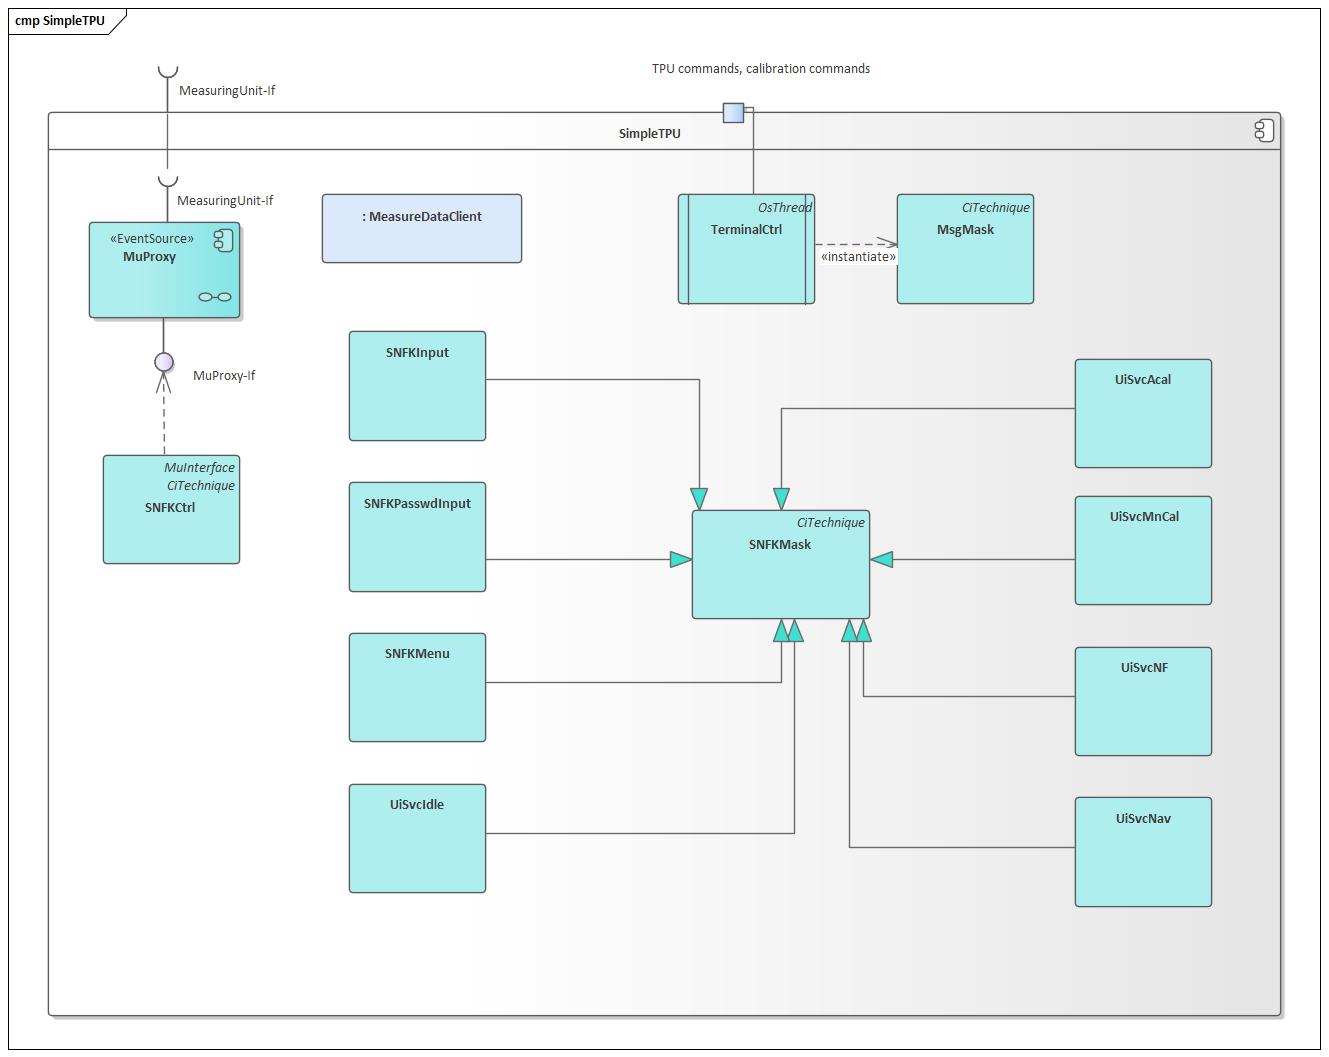 cmp SimpleTPU
TPU commands, calibration commands
MeasuringUnit-If
SimpleTPU
MeasuringUnit-If
: MeasureDataClient
OsThread
TerminalCtrl
CiTechnique
MsgMask
«EventSource»
MuProxy
«instantiate»
MuProxy-If
SNFKInput
UiSvcAcal
MuInterface
CiTechnique
SNFKCtrl
SNFKPasswdInput
CiTechnique
SNFKMask
UiSvcMnCal
SNFKMenu
UiSvcNF
UiSvcIdle
UiSvcNav